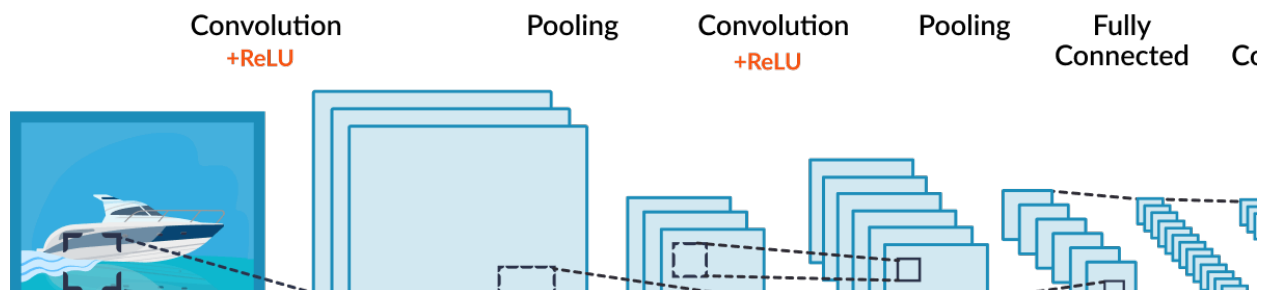 Convolution
+ReLU
Pooling
Convolution
+ReLU
Pooling
Fully
Connected